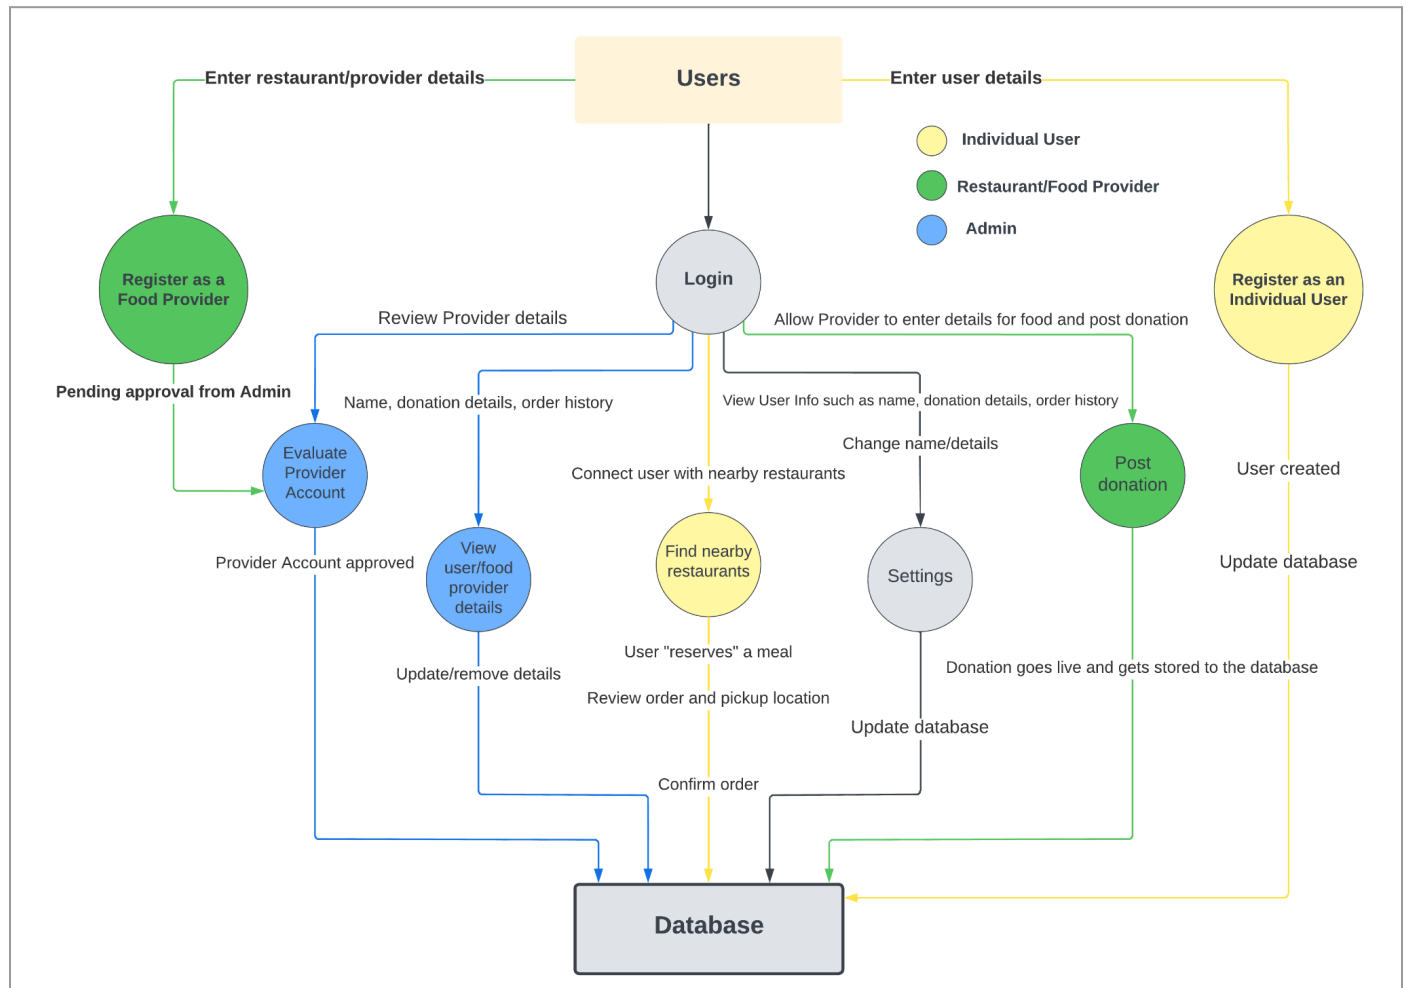 Enter restaurant/provider details
Users
Enter user details
Individual User
Restaurant/Food Provider
Admin
Register as a
Food Provider
Login
Register as an
Individual User
Review Provider details
Allow Provider to enter details for food and post donation
Pending approval from Admin
Name, donation details, order history
View User Info such as name, donation details, order history
Change name/details
Evaluate
Provider
Account
Connect user with nearby restaurants
Post
donation
User created
Provider Account approved
View
user/food
provider
details
Find nearby
restaurants
Settings
Update database
User "reserves" a meal
Update/remove details
Donation goes live and gets stored to the database
Review order and pickup location
Update database
Confirm order
Database